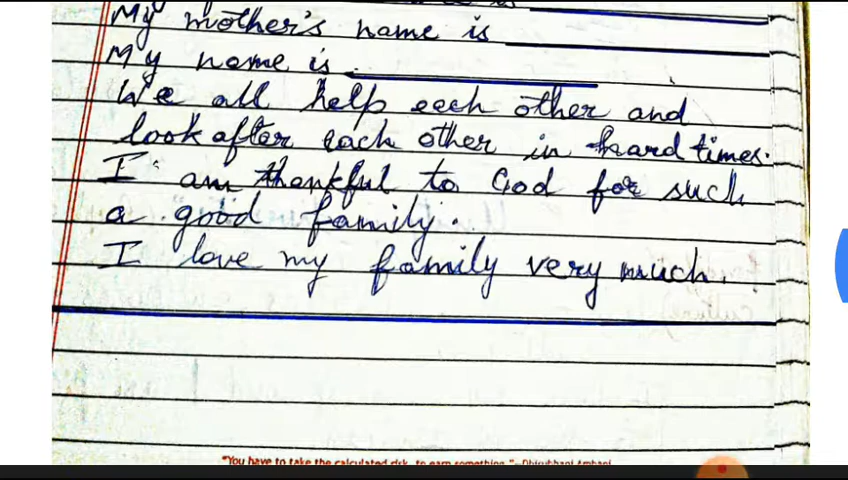 My mother's name is
My name is
We all help each other and
look after each other in hard times.
I am thankful to God for such
a good family.
I love my family very much.
"You have to take the calculated risk, to earn something."-Dhirubhai Ambani